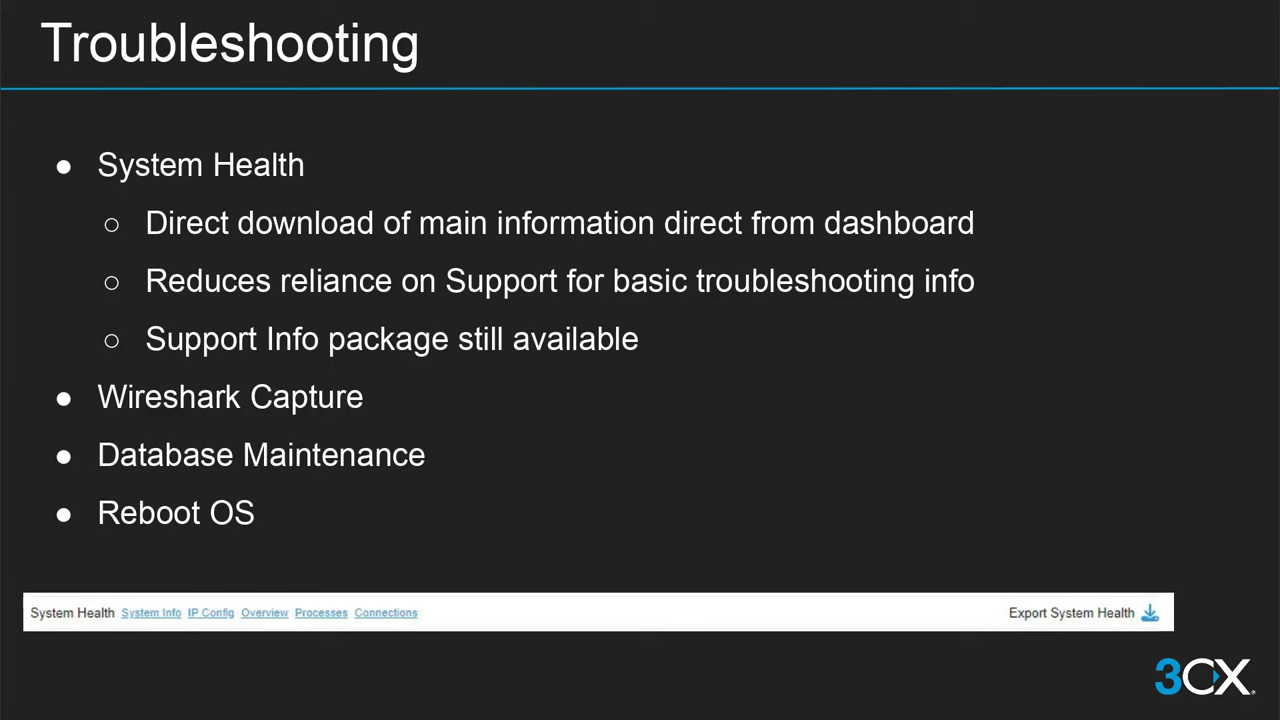 Troubleshooting
● System Health
○ Direct download of main information direct from dashboard
○ Reduces reliance on Support for basic troubleshooting info
○ Support Info package still available
● Wireshark Capture
● Database Maintenance
● Reboot OS
System Health System Info IP Config Overview Processes Connections Export System Health
3CX®